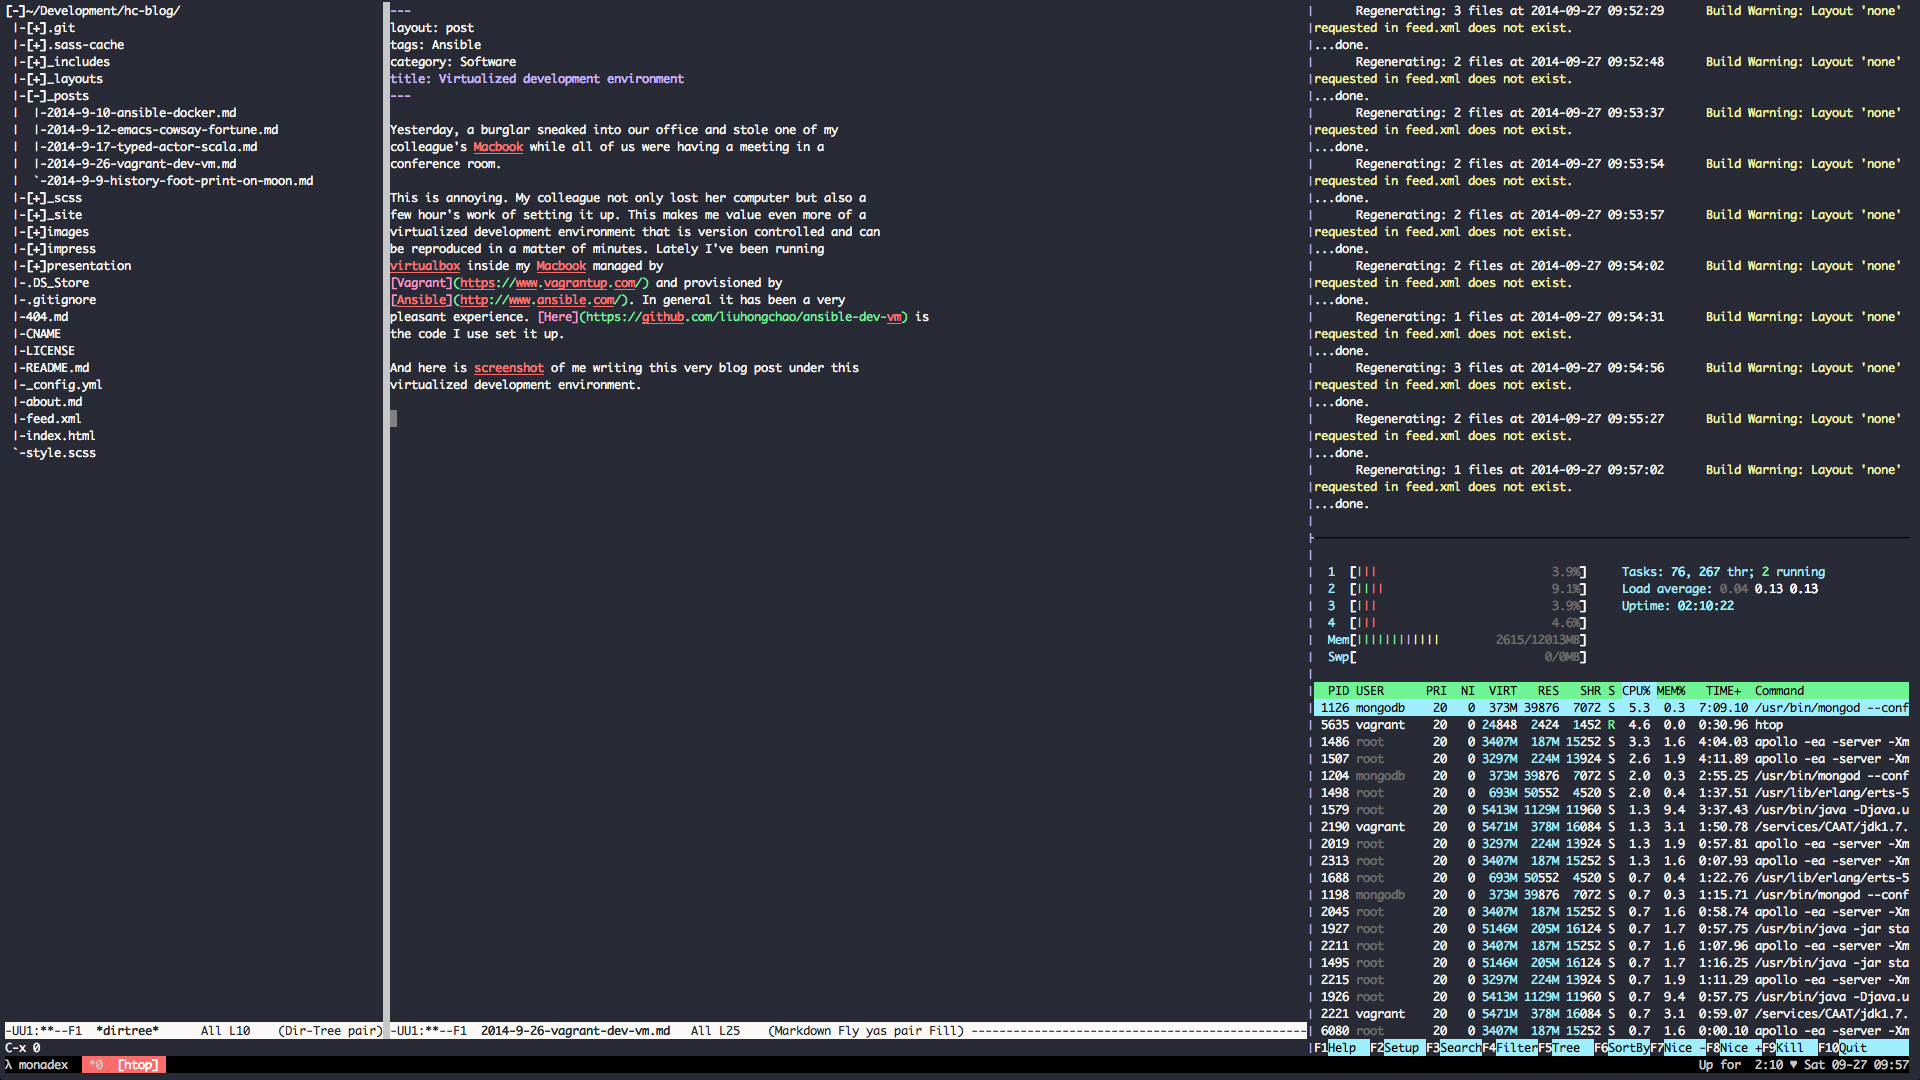 [-]~/Development/hc-blog/
|-[+].git
|-[+].sass-cache
|-[+]_includes
|-[+]_layouts
|-[-]_posts
| |-2014-9-10-ansible-docker.md
| |-2014-9-12-emacs-cowsay-fortune.md
| |-2014-9-17-typed-actor-scala.md
| |-2014-9-26-vagrant-dev-vm.md
| `-2014-9-9-history-foot-print-on-moon.md
|-[+]_scss
|-[+]_site
|-[+]images
|-[+]impress
|-[+]presentation
|-.DS_Store
|-.gitignore
|-404.md
|-CNAME
|-LICENSE
|-README.md
|-_config.yml
|-about.md
|-feed.xml
|-index.html
`-style.scss
-UU1:**--F1 *dirtree* All L10 (Dir-Tree pair)
---
layout: post
tags: Ansible
category: Software
title: Virtualized development environment
---
Yesterday, a burglar sneaked into our office and stole one of my
colleague's Macbook while all of us were having a meeting in a
conference room.
This is annoying. My colleague not only lost her computer but also a
few hour's work of setting it up. This makes me value even more of a
virtualized development environment that is version controlled and can
be reproduced in a matter of minutes. Lately I've been running
virtualbox inside my Macbook managed by
[Vagrant](https://www.vagrantup.com/) and provisioned by
[Ansible](http://www.ansible.com/). In general it has been a very
pleasant experience. [Here](https://github.com/liuhongchao/ansible-dev-vm) is
the code I use set it up.
And here is screenshot of me writing this very blog post under this
virtualized development environment.
-UU1:**--F1 2014-9-26-vagrant-dev-vm.md All L25 (Markdown Fly yas pair Fill) ------------------------------------------------
Regenerating: 3 files at 2014-09-27 09:52:29 Build Warning: Layout 'none'
requested in feed.xml does not exist.
...done.
Regenerating: 2 files at 2014-09-27 09:52:48 Build Warning: Layout 'none'
requested in feed.xml does not exist.
...done.
Regenerating: 2 files at 2014-09-27 09:53:37 Build Warning: Layout 'none'
requested in feed.xml does not exist.
...done.
Regenerating: 2 files at 2014-09-27 09:53:54 Build Warning: Layout 'none'
requested in feed.xml does not exist.
...done.
Regenerating: 2 files at 2014-09-27 09:53:57 Build Warning: Layout 'none'
requested in feed.xml does not exist.
...done.
Regenerating: 2 files at 2014-09-27 09:54:02 Build Warning: Layout 'none'
requested in feed.xml does not exist.
...done.
Regenerating: 1 files at 2014-09-27 09:54:31 Build Warning: Layout 'none'
requested in feed.xml does not exist.
...done.
Regenerating: 3 files at 2014-09-27 09:54:56 Build Warning: Layout 'none'
requested in feed.xml does not exist.
...done.
Regenerating: 2 files at 2014-09-27 09:55:27 Build Warning: Layout 'none'
requested in feed.xml does not exist.
...done.
Regenerating: 1 files at 2014-09-27 09:57:02 Build Warning: Layout 'none'
requested in feed.xml does not exist.
...done.
1 [||| 3.9%] Tasks: 76, 267 thr; 2 running
2 [|||| 9.1%] Load average: 0.04 0.13 0.13
3 [||| 3.9%] Uptime: 02:10:22
4 [||| 4.6%]
Mem[|||||||||||| 2615/12013MB]
Swp[ 0/0MB]
PID USER PRI NI VIRT RES SHR S CPU% MEM% TIME+ Command
1126 mongodb 20 0 373M 39876 7072 S 5.3 0.3 7:09.10 /usr/bin/mongod --conf
5635 vagrant 20 0 24848 2424 1452 R 4.6 0.0 0:30.96 htop
1486 root 20 0 3407M 187M 15252 S 3.3 1.6 4:04.03 apollo -ea -server -Xm
1507 root 20 0 3297M 224M 13924 S 2.6 1.9 4:11.89 apollo -ea -server -Xm
1204 mongodb 20 0 373M 39876 7072 S 2.0 0.3 2:55.25 /usr/bin/mongod --conf
1498 root 20 0 693M 50552 4520 S 2.0 0.4 1:37.51 /usr/lib/erlang/erts-5
1579 root 20 0 5413M 1129M 11960 S 1.3 9.4 3:37.43 /usr/bin/java -Djava.u
2190 vagrant 20 0 5471M 378M 16084 S 1.3 3.1 1:50.78 /services/CAAT/jdk1.7.
2019 root 20 0 3297M 224M 13924 S 1.3 1.9 0:57.81 apollo -ea -server -Xm
2313 root 20 0 3407M 187M 15252 S 1.3 1.6 0:07.93 apollo -ea -server -Xm
1688 root 20 0 693M 50552 4520 S 0.7 0.4 1:22.76 /usr/lib/erlang/erts-5
1198 mongodb 20 0 373M 39876 7072 S 0.7 0.3 1:15.71 /usr/bin/mongod --conf
2045 root 20 0 3407M 187M 15252 S 0.7 1.6 0:58.74 apollo -ea -server -Xm
1927 root 20 0 5146M 205M 16124 S 0.7 1.7 0:57.75 /usr/bin/java -jar sta
2211 root 20 0 3407M 187M 15252 S 0.7 1.6 1:07.96 apollo -ea -server -Xm
1495 root 20 0 5146M 205M 16124 S 0.7 1.7 1:16.25 /usr/bin/java -jar sta
2215 root 20 0 3297M 224M 13924 S 0.7 1.9 1:11.29 apollo -ea -server -Xm
1926 root 20 0 5413M 1129M 11960 S 0.7 9.4 0:57.75 /usr/bin/java -Djava.u
2221 vagrant 20 0 5471M 378M 16084 S 0.7 3.1 0:59.07 /services/CAAT/jdk1.7.
6080 root 20 0 3407M 187M 15252 S 0.7 1.6 0:00.10 apollo -ea -server -Xm
F1Help F2Setup F3SearchF4FilterF5Tree F6SortByF7Nice -F8Nice +F9Kill F10Quit
C-x 0
λ monadex *0 [htop] Up for 2:10 ♥ Sat 09-27 09:57